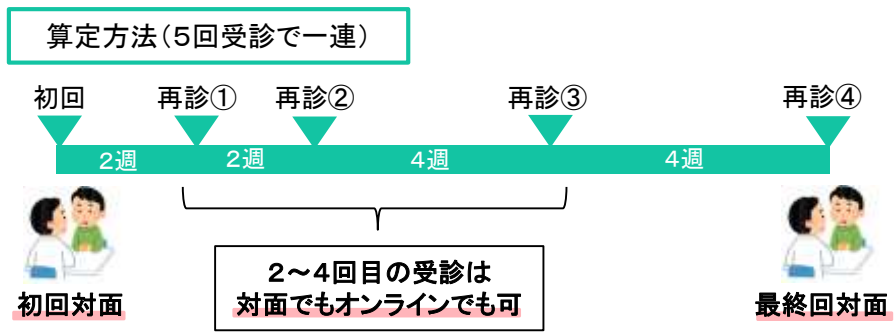 算定方法(5回受診で一連)
初回 再診① 再診② 再診③ 再診④
2週 2週 4週 4週
2~4回目の受診は
対面でもオンラインでも可
初回対面 最終回対面